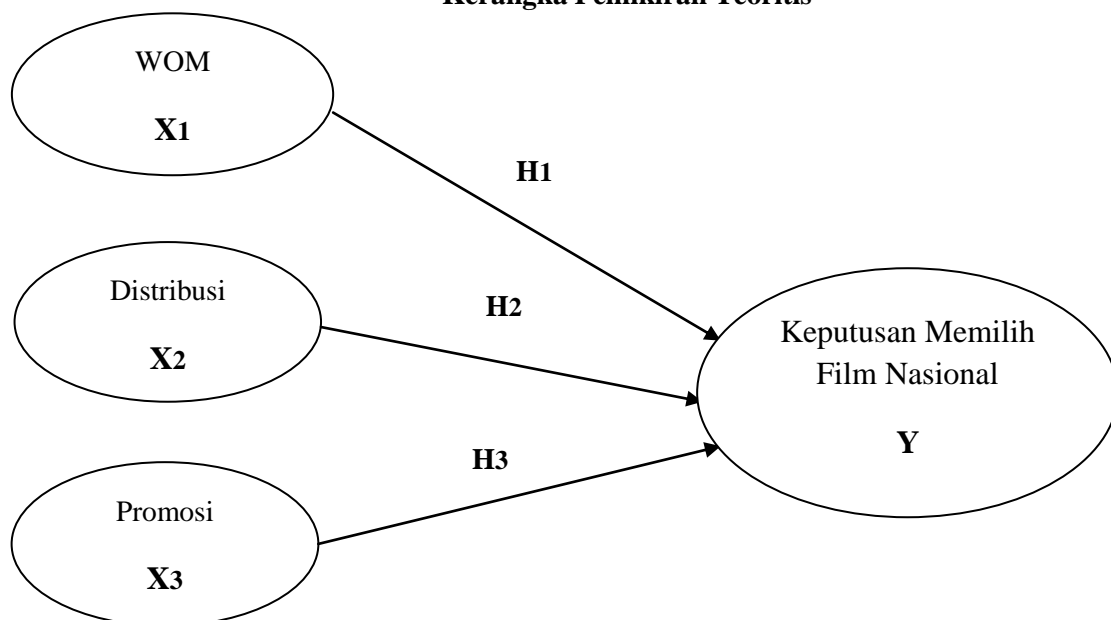 Kerangka Pemikiran Teoritis
WOM
X1
H1
Distribusi
X2
H2
Keputusan Memilih
Film Nasional
Y
H3
Promosi
X3